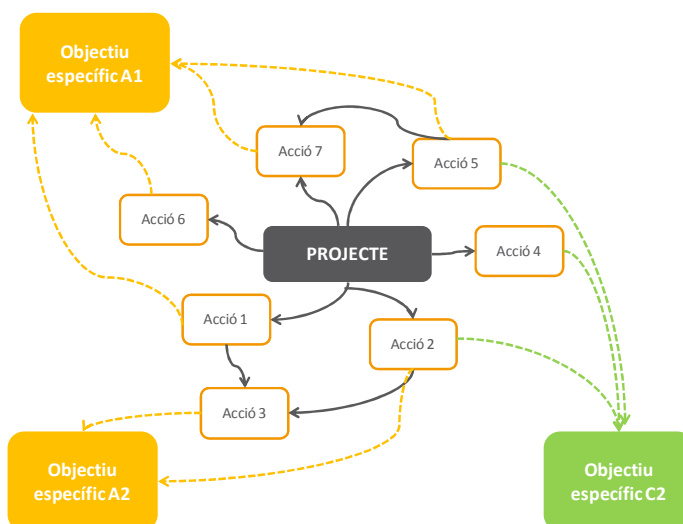 Objectiu
específic A1
Acció 7
Acció 5
Acció 6
PROJECTE
Acció 4
Acció 1
Acció 2
Acció 3
Objectiu
específic A2
Objectiu
específic C2